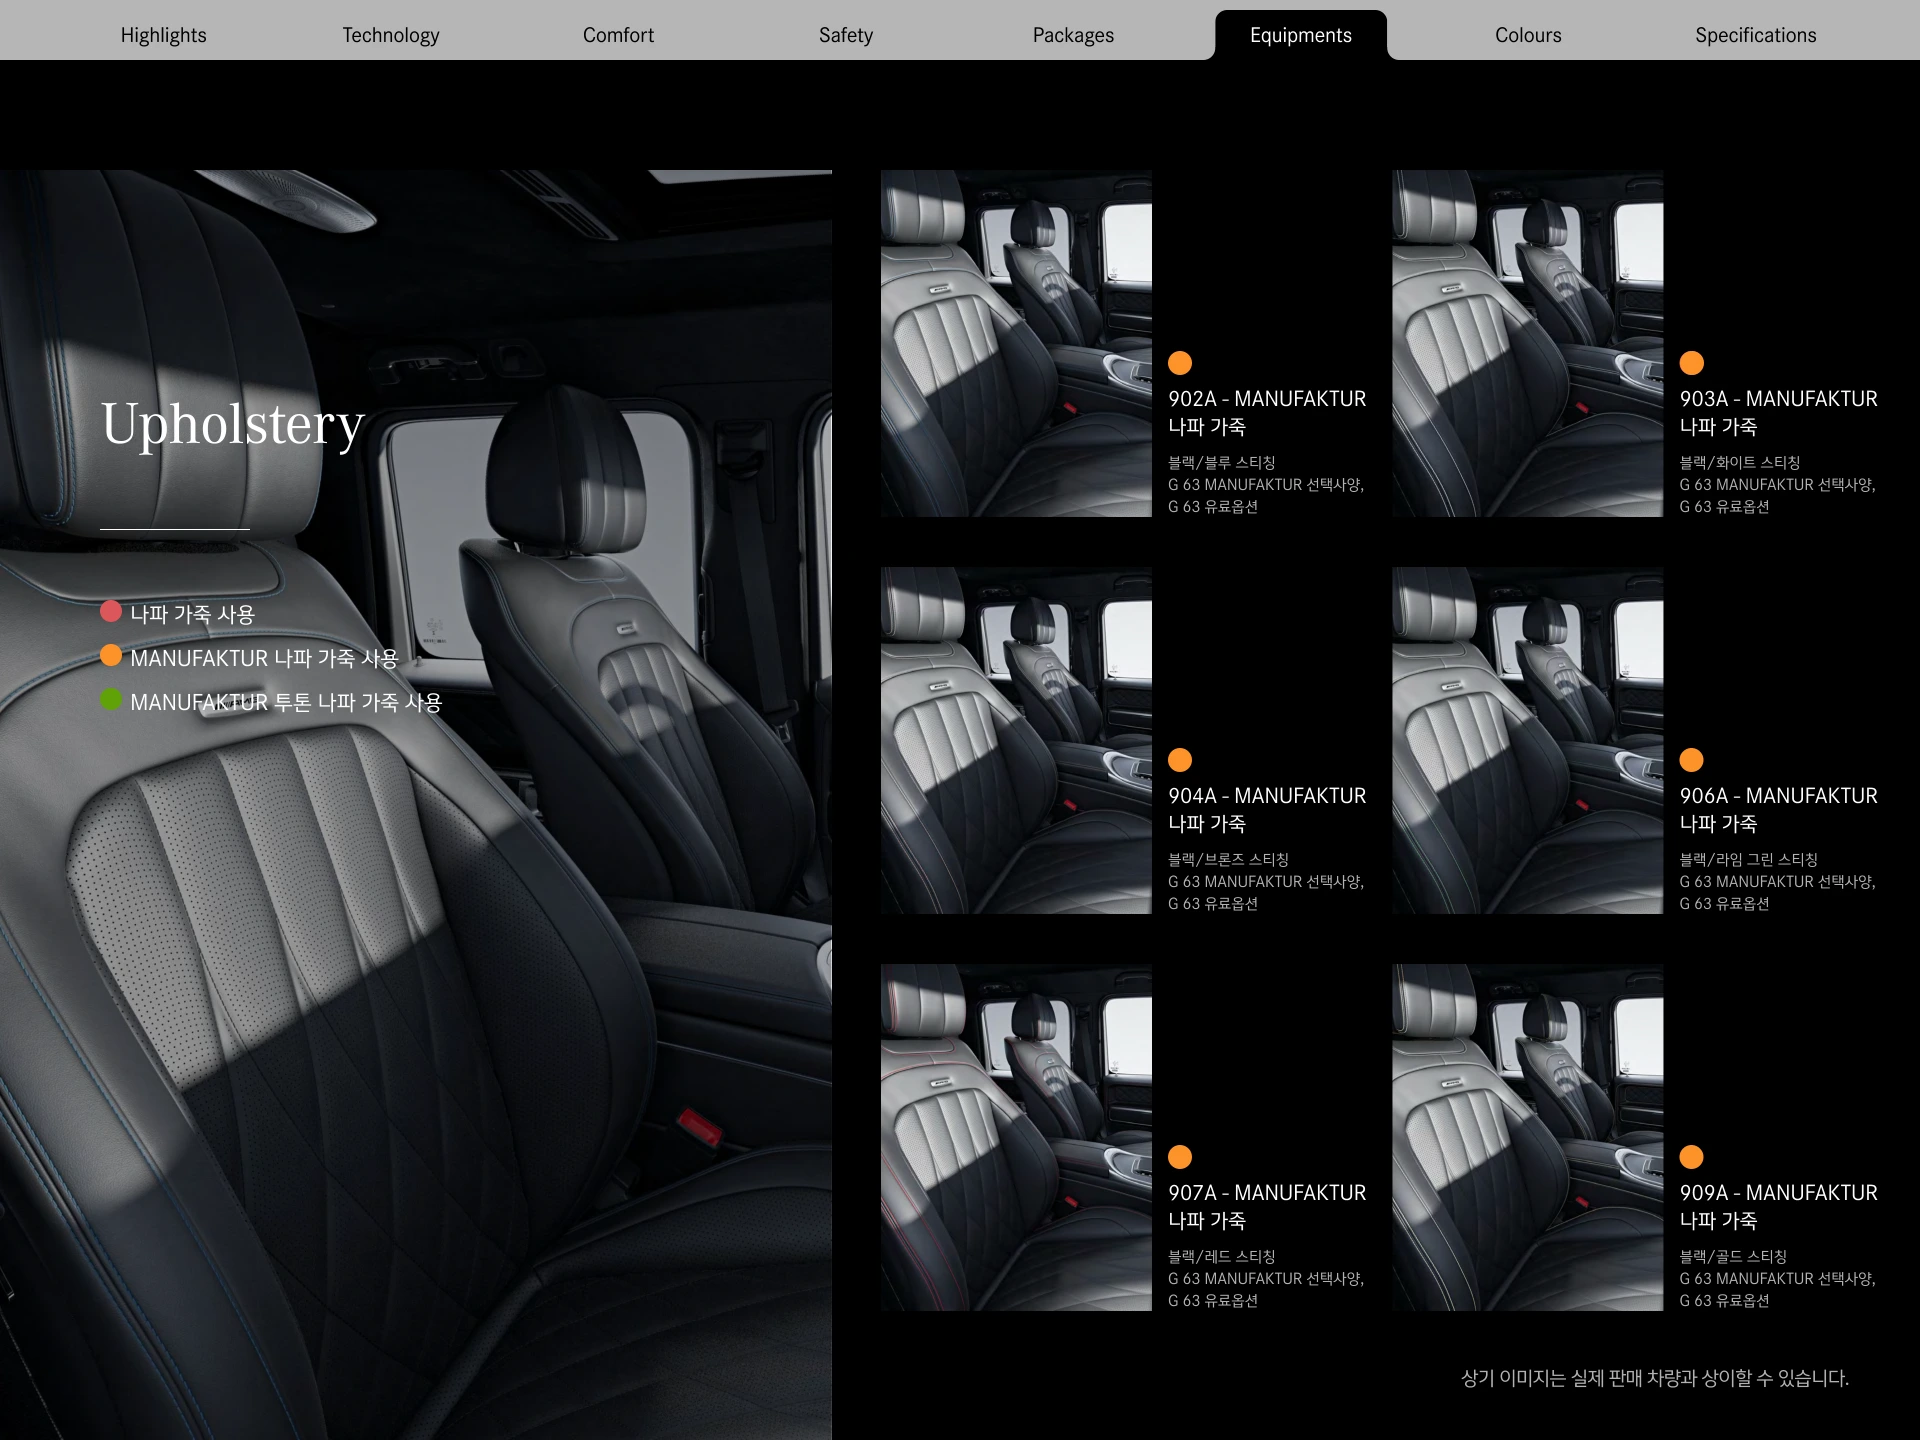 Highlights
Technology
Comfort
Safety
Packages
Equipments
Colours
Specifications
Upholstery
나파 가죽 사용
MANUFAKTUR 나파 가죽 사용
MANUFAKTUR 투톤 나파 가죽 사용
902A - MANUFAKTUR
나파 가죽
블랙/블루 스티칭
G 63 MANUFAKTUR 선택사양,
G 63 유료옵션
903A - MANUFAKTUR
나파 가죽
블랙/화이트 스티칭
G 63 MANUFAKTUR 선택사양,
G 63 유료옵션
904A - MANUFAKTUR
나파 가죽
블랙/브론즈 스티칭
G 63 MANUFAKTUR 선택사양,
G 63 유료옵션
906A - MANUFAKTUR
나파 가죽
블랙/라임 그린 스티칭
G 63 MANUFAKTUR 선택사양,
G 63 유료옵션
907A - MANUFAKTUR
나파 가죽
블랙/레드 스티칭
G 63 MANUFAKTUR 선택사양,
G 63 유료옵션
909A - MANUFAKTUR
나파 가죽
블랙/골드 스티칭
G 63 MANUFAKTUR 선택사양,
G 63 유료옵션
상기 이미지는 실제 판매 차량과 상이할 수 있습니다.